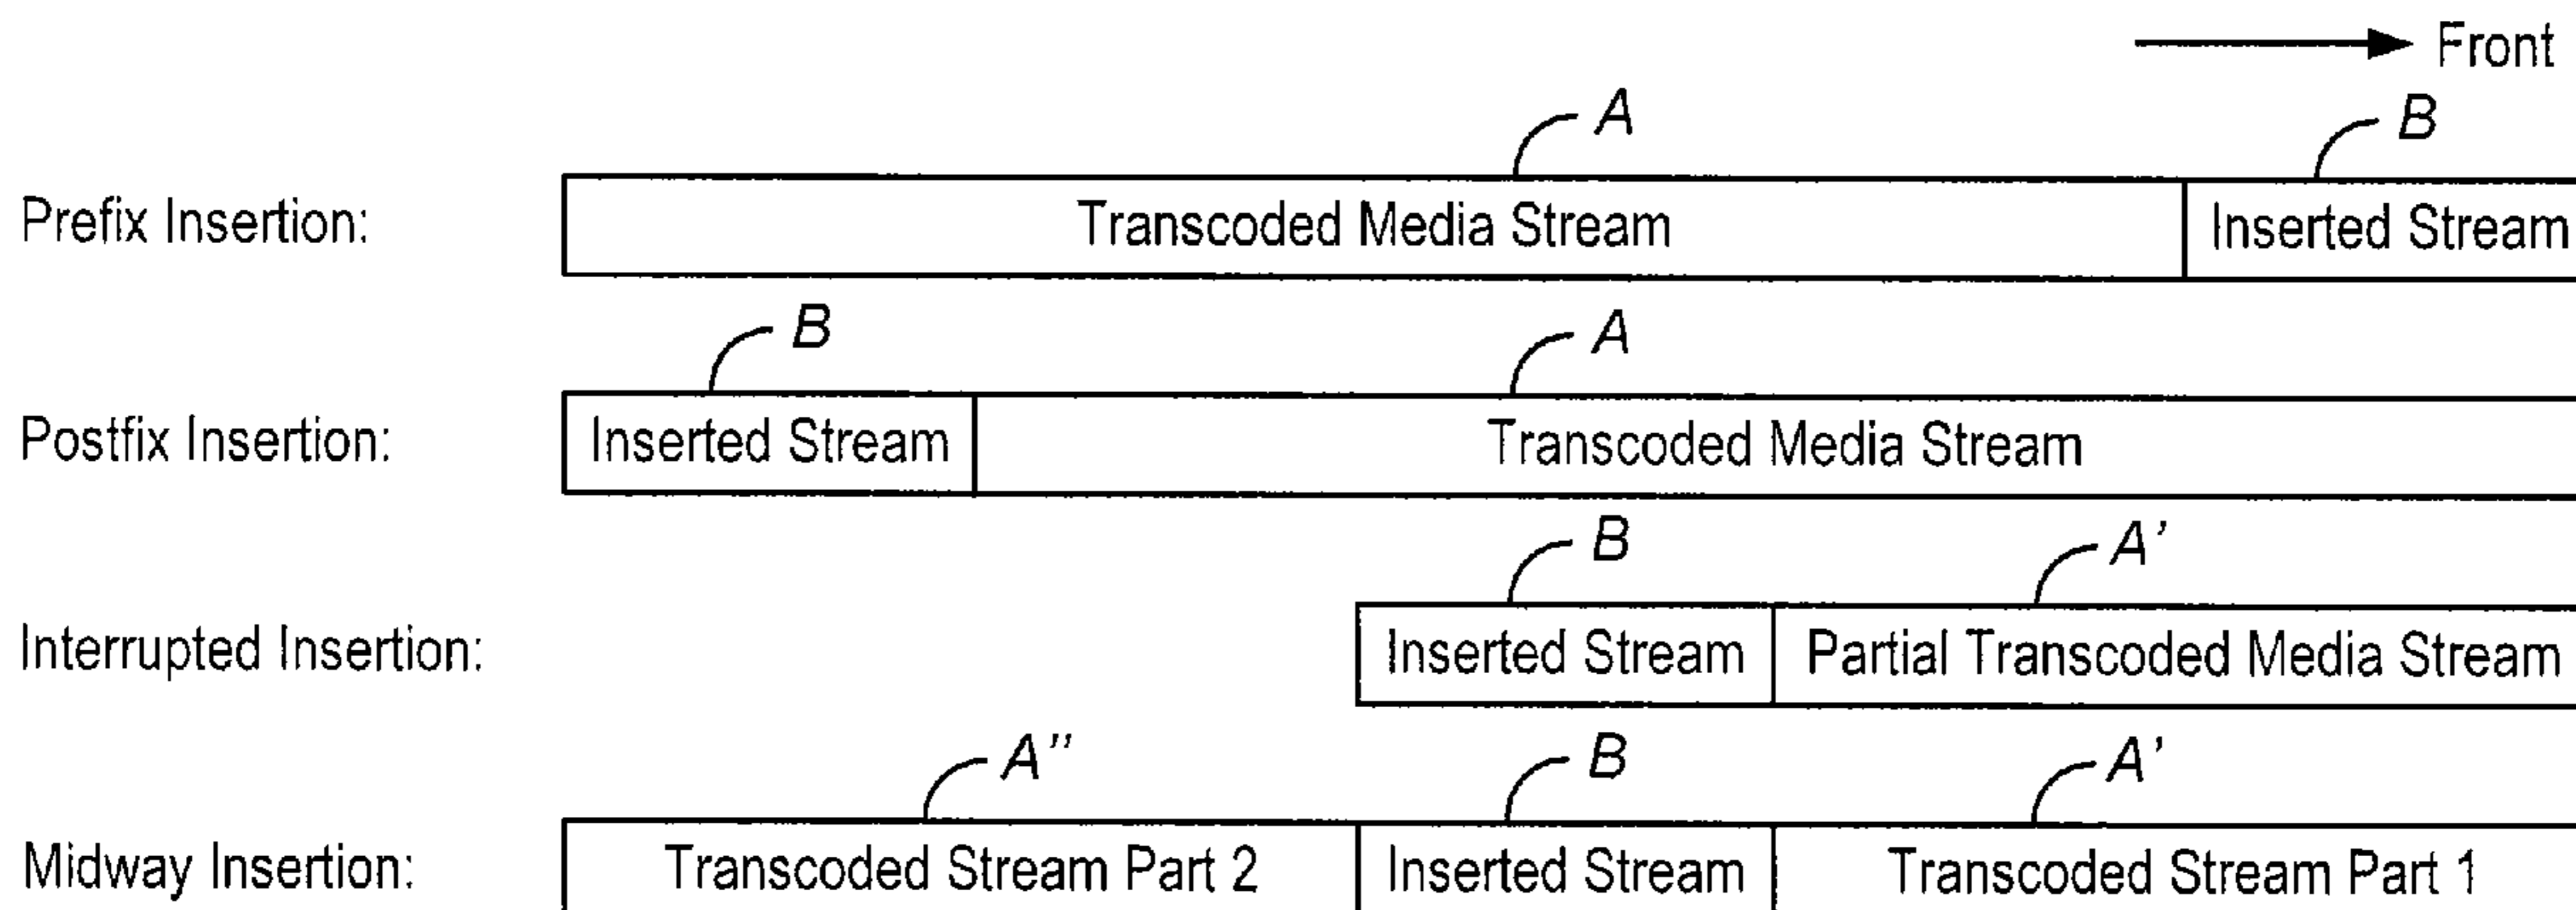 Front
A
B
Prefix Insertion:
Transcoded Media Stream
Inserted Stream
B
A
Postfix Insertion:
Inserted Stream
Transcoded Media Stream
B
A'
Interrupted Insertion:
Inserted Stream
Partial Transcoded Media Stream
A''
B
A'
Midway Insertion:
Transcoded Stream Part 2
Inserted Stream
Transcoded Stream Part 1